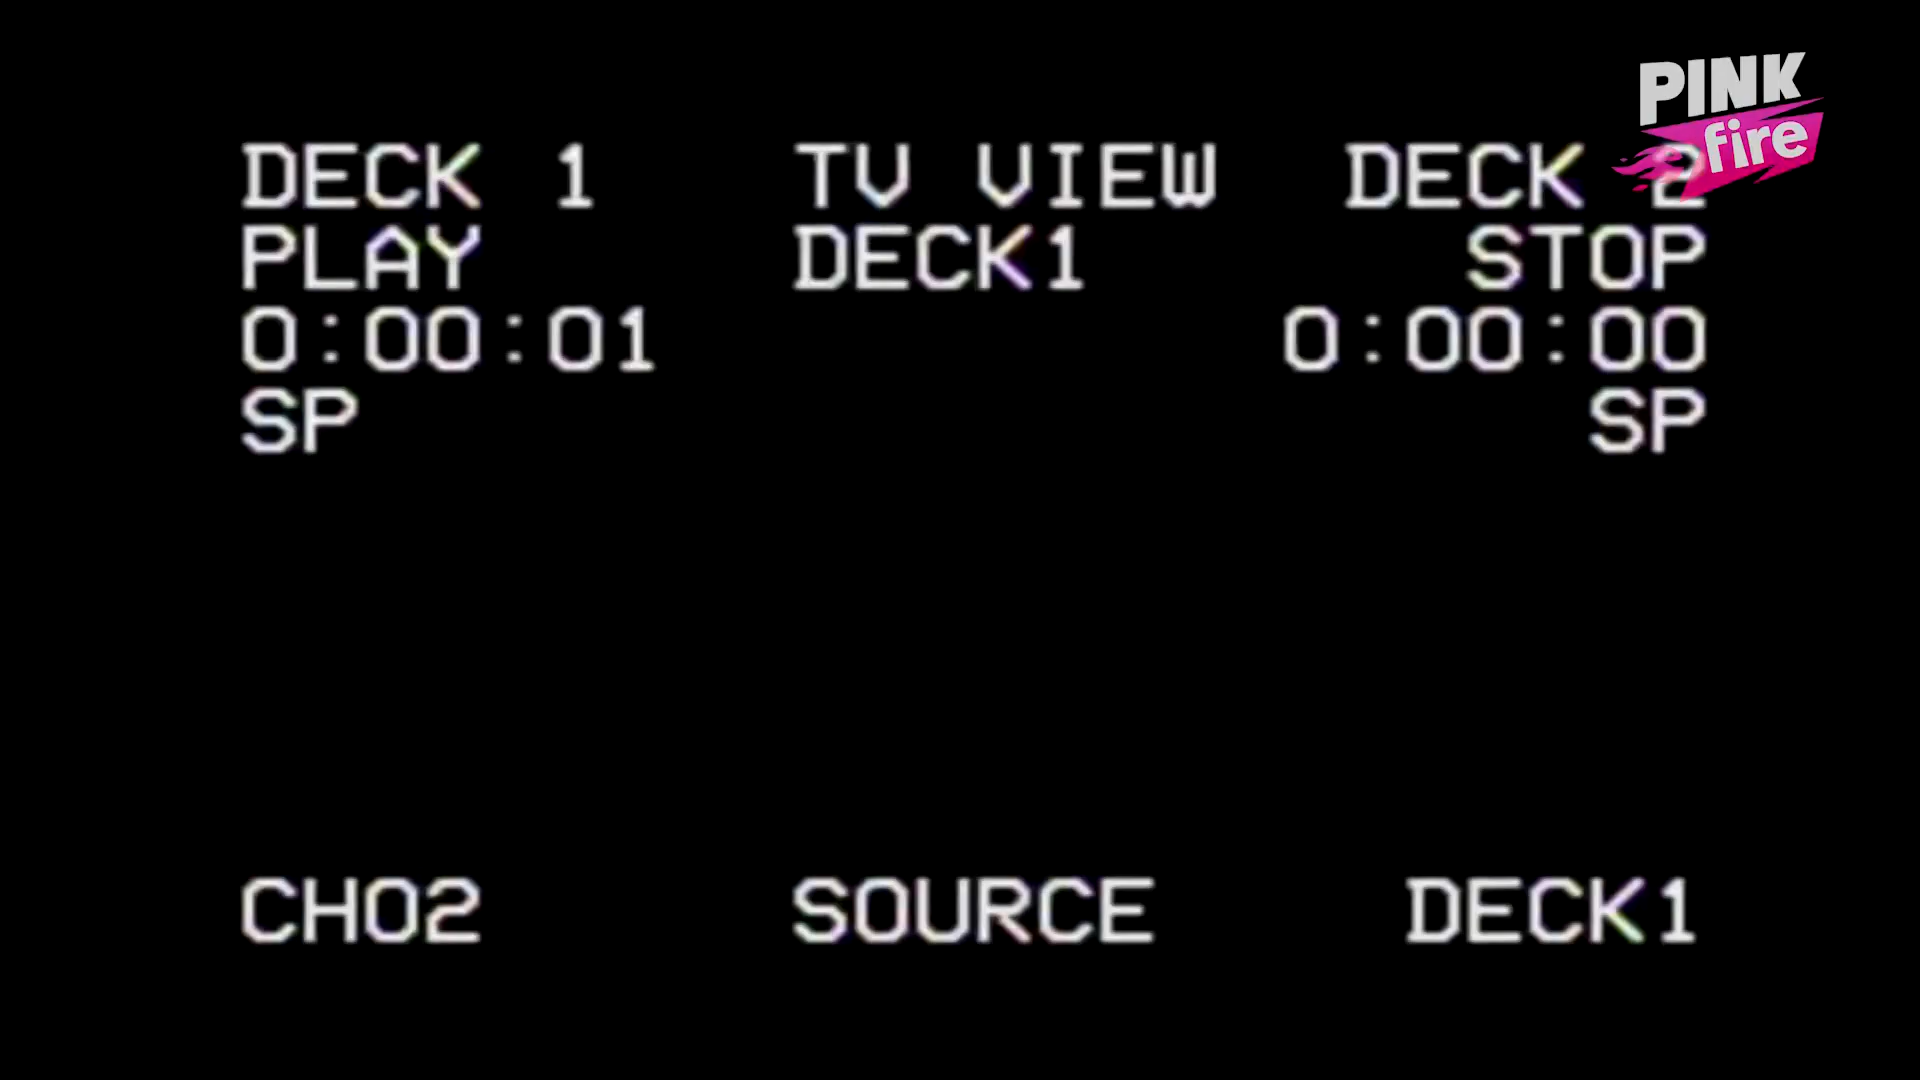 PINK
fire
DECK 1 TV VIEW DECK 2
PLAY DECK1 STOP
0:00:01 0:00:00
SP SP
CH02 SOURCE DECK1